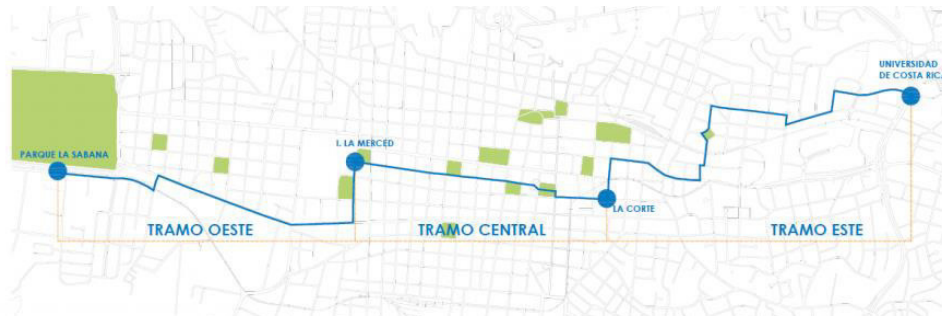 UNIVERSIDAD
DE COSTA RICA
I. LA MERCED
PARQUE LA SABANA
LA CORTE
TRAMO OESTE
TRAMO CENTRAL
TRAMO ESTE